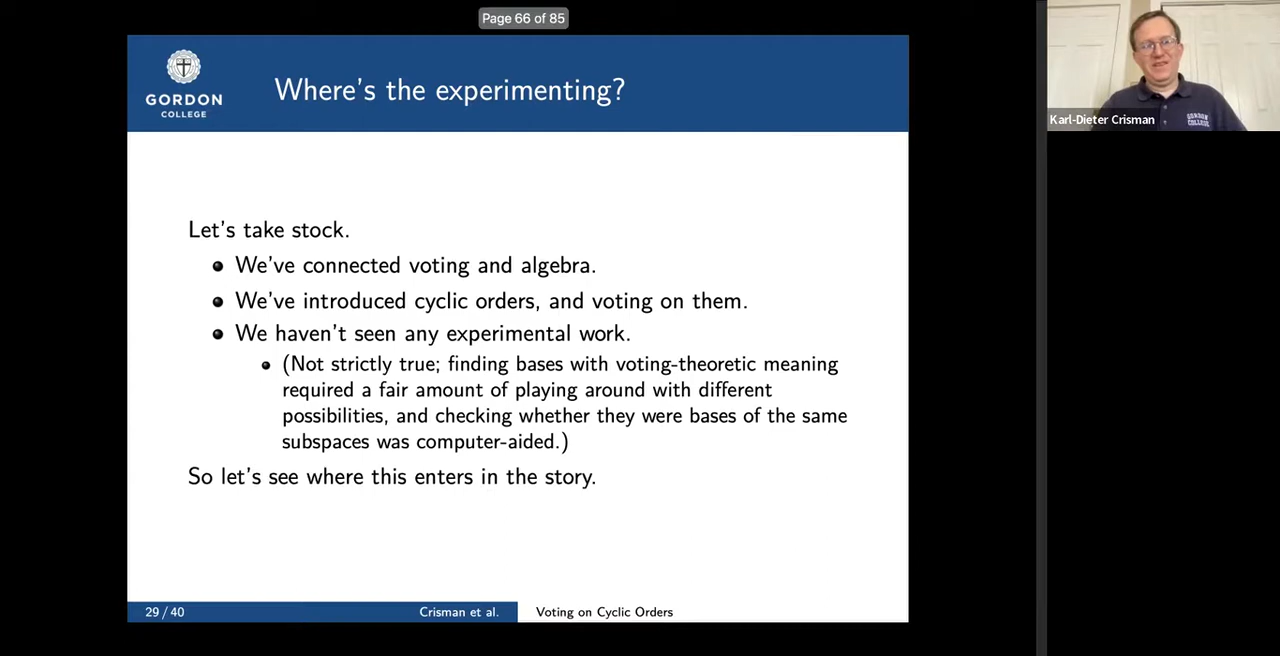 Page 66 of 85
GORDON
COLLEGE
Where's the experimenting?
Karl-Dieter Crisman
GORDON
COLLEGE
Let's take stock.
We've connected voting and algebra.
We've introduced cyclic orders, and voting on them.
We haven't seen any experimental work.
(Not strictly true; finding bases with voting-theoretic meaning
required a fair amount of playing around with different
possibilities, and checking whether they were bases of the same
subspaces was computer-aided.)
So let's see where this enters in the story.
29 / 40
Crisman et al.
Voting on Cyclic Orders